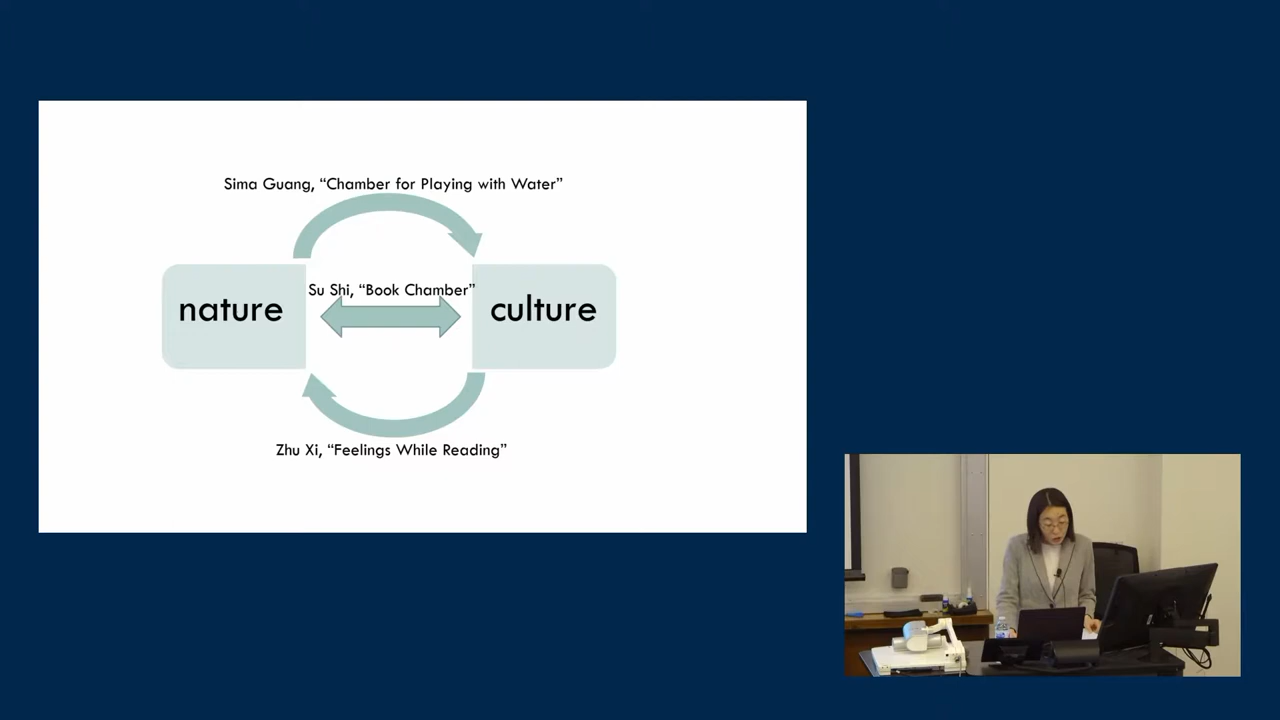 Sima Guang, “Chamber for Playing with Water”
Su Shi, “Book Chamber”
nature
culture
Zhu Xi, “Feelings While Reading”